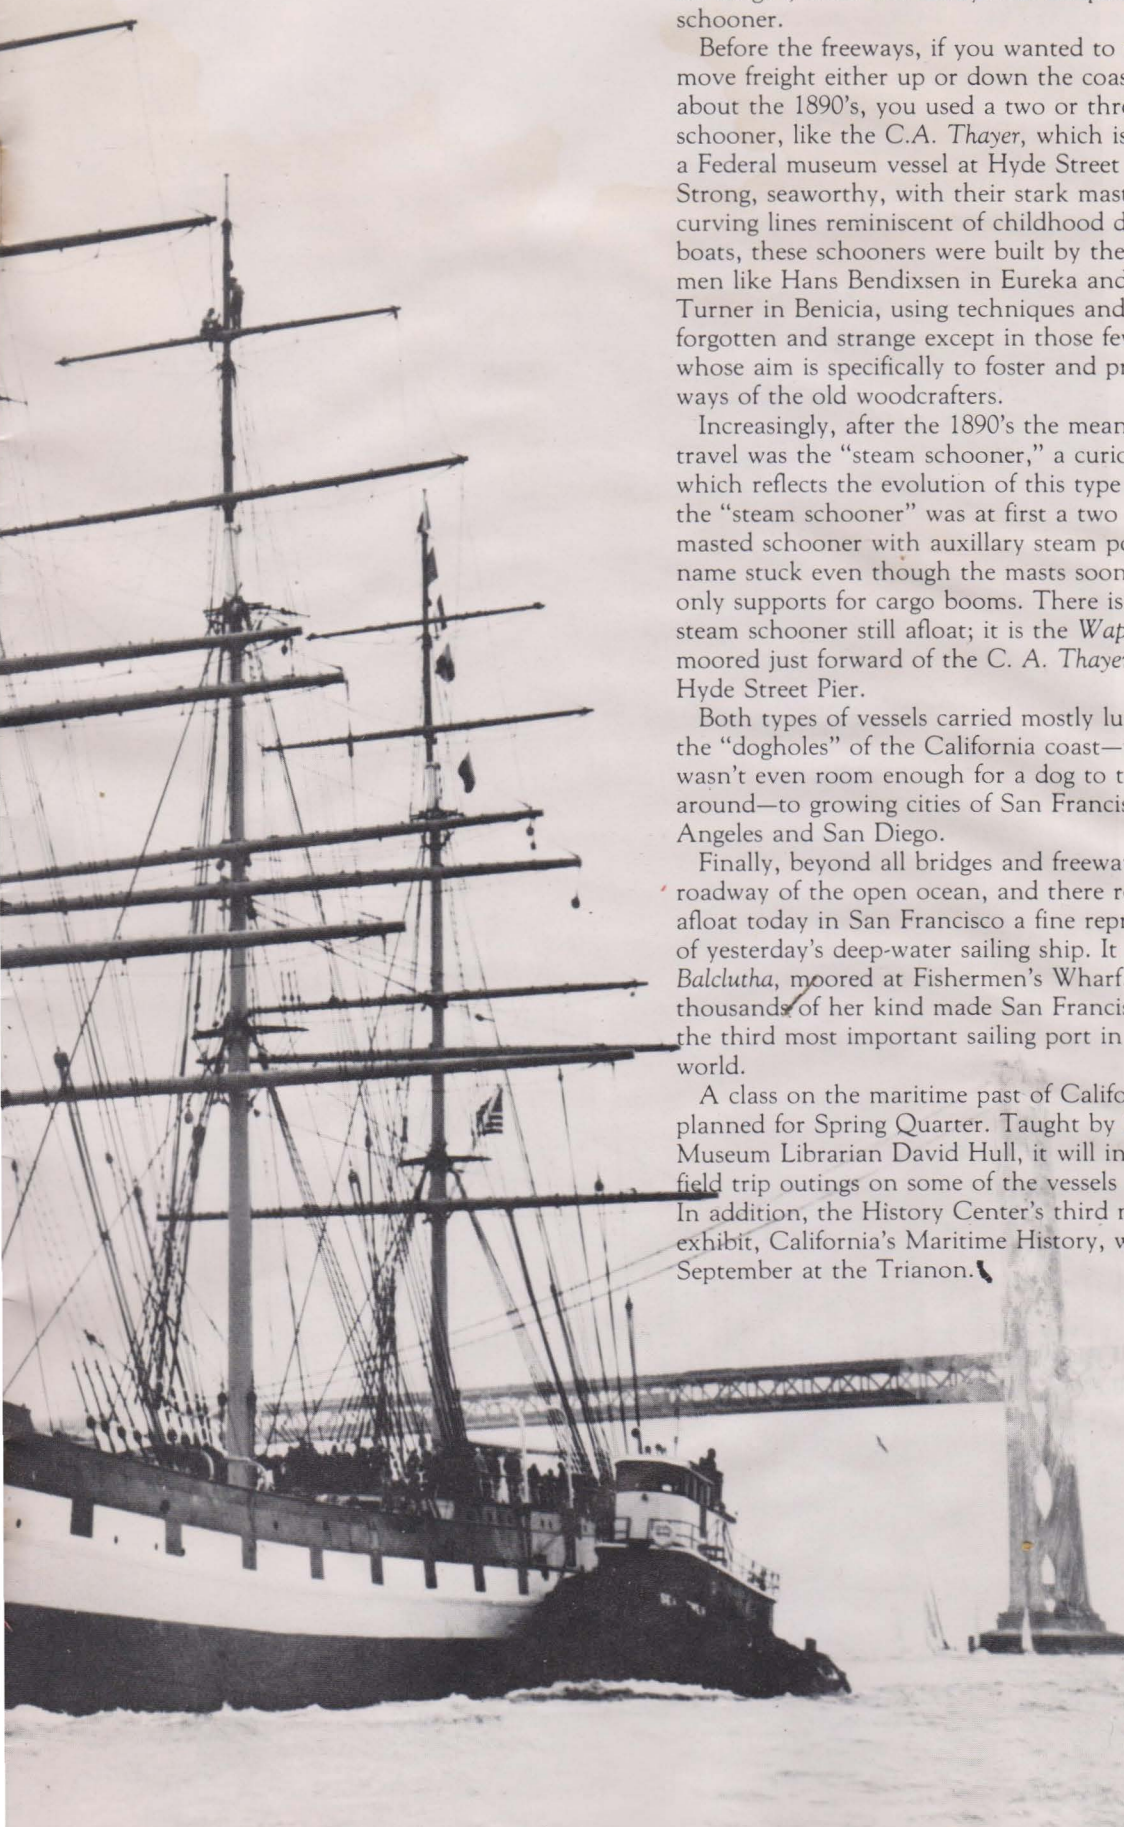 schooner.
Before the freeways, if you wanted to
move freight either up or down the coas
about the 1890's, you used a two or thr
schooner, like the C.A. Thayer, which is
a Federal museum vessel at Hyde Street
Strong, seaworthy, with their stark mast
curving lines reminiscent of childhood d
boats, these schooners were built by the
men like Hans Bendixsen in Eureka and
Turner in Benicia, using techniques and
forgotten and strange except in those fe
whose aim is specifically to foster and pr
ways of the old woodcrafters.
Increasingly, after the 1890's the mean
travel was the “steam schooner,” a curio
which reflects the evolution of this type
the “steam schooner” was at first a two
masted schooner with auxillary steam po
name stuck even though the masts soon
only supports for cargo booms. There is
steam schooner still afloat; it is the Wap
moored just forward of the C. A. Thaye
Hyde Street Pier.
Both types of vessels carried mostly lu
the “dogholes” of the California coast—
wasn't even room enough for a dog to t
around—to growing cities of San Francis
Angeles and San Diego.
Finally, beyond all bridges and freewa
roadway of the open ocean, and there r
afloat today in San Francisco a fine repr
of yesterday's deep-water sailing ship. It
Balclutha, moored at Fishermen's Wharf
thousands of her kind made San Francis
the third most important sailing port in
world.
A class on the maritime past of Califo
planned for Spring Quarter. Taught by
Museum Librarian David Hull, it will in
field trip outings on some of the vessels
In addition, the History Center's third
exhibit, California's Maritime History, w
September at the Trianon.